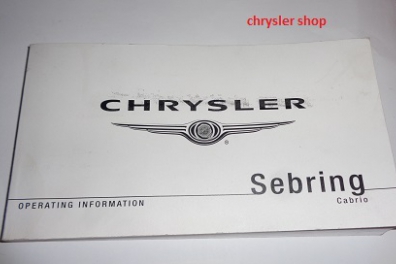 chrysler shop
CHRYSLER
®
Sebring
Cabrio
OPERATING INFORMATION